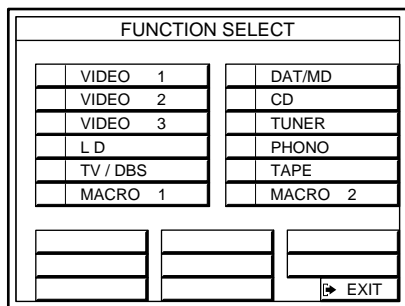 FUNCTION SELECT
VIDEO 1
VIDEO 2
VIDEO 3
L D
TV / DBS
MACRO 1
DAT/MD
CD
TUNER
PHONO
TAPE
MACRO 2
EXIT